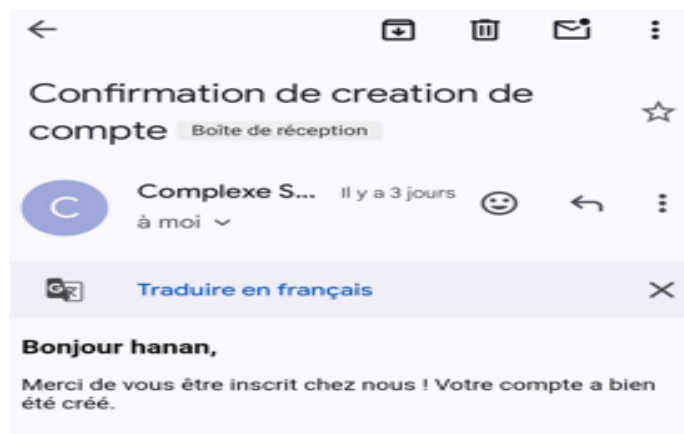 Confirmation de creation de
compte Boîte de réception
C
Complexe S... Il y a 3 jours
à moi
Traduire en français
Bonjour hanan,
Merci de vous être inscrit chez nous ! Votre compte a bien
été créé.